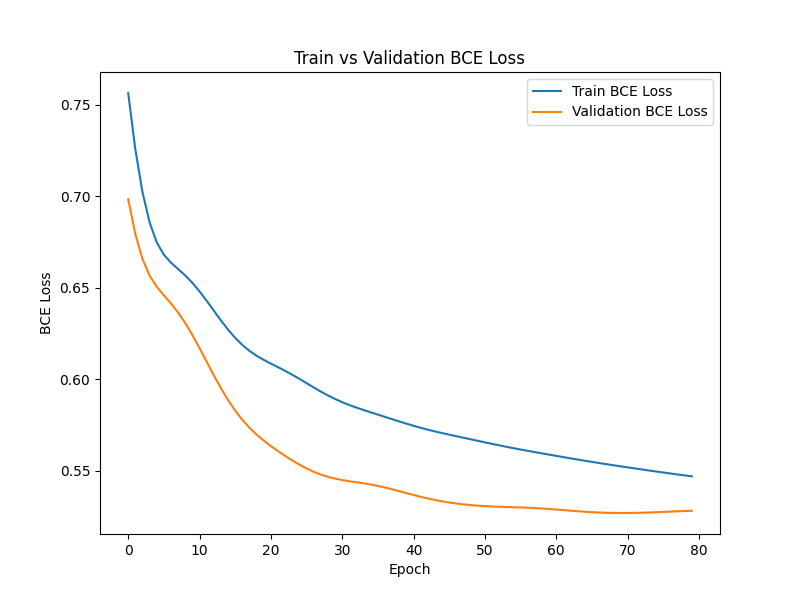 Train vs Validation BCE Loss
Train BCE Loss
Validation BCE Loss
0.75
0.70
0.65
0.60
0.55
BCE Loss
0 10 20 30 40 50 60 70 80
Epoch